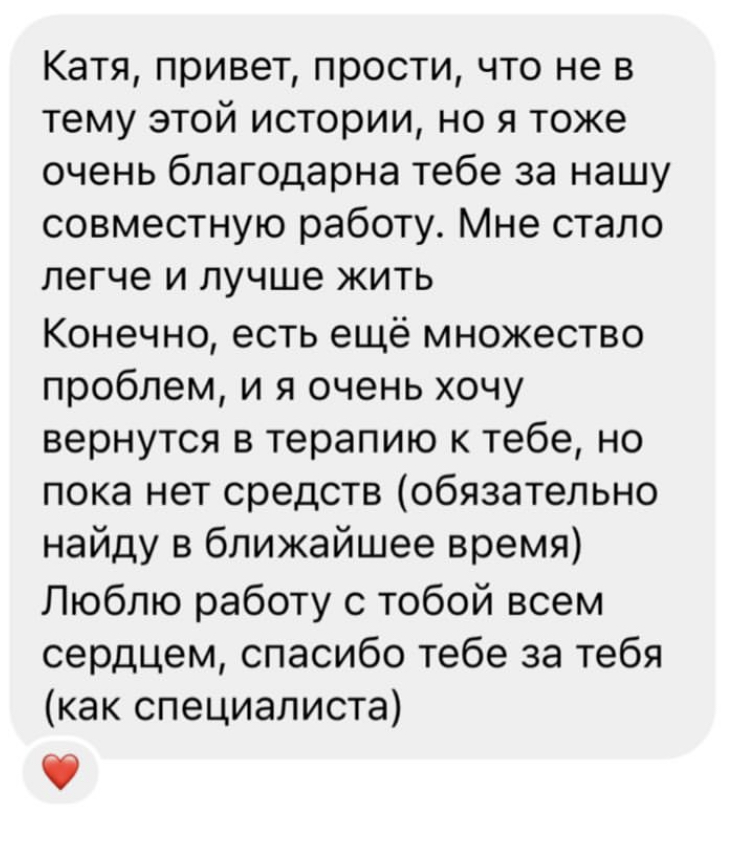 Катя, привет, прости, что не в
тему этой истории, но я тоже
очень благодарна тебе за нашу
совместную работу. Мне стало
легче и лучше жить
Конечно, есть ещё множество
проблем, и я очень хочу
вернутся в терапию к тебе, но
пока нет средств (обязательно
найду в ближайшее время)
Люблю работу с тобой всем
сердцем, спасибо тебе за тебя
(как специалиста)